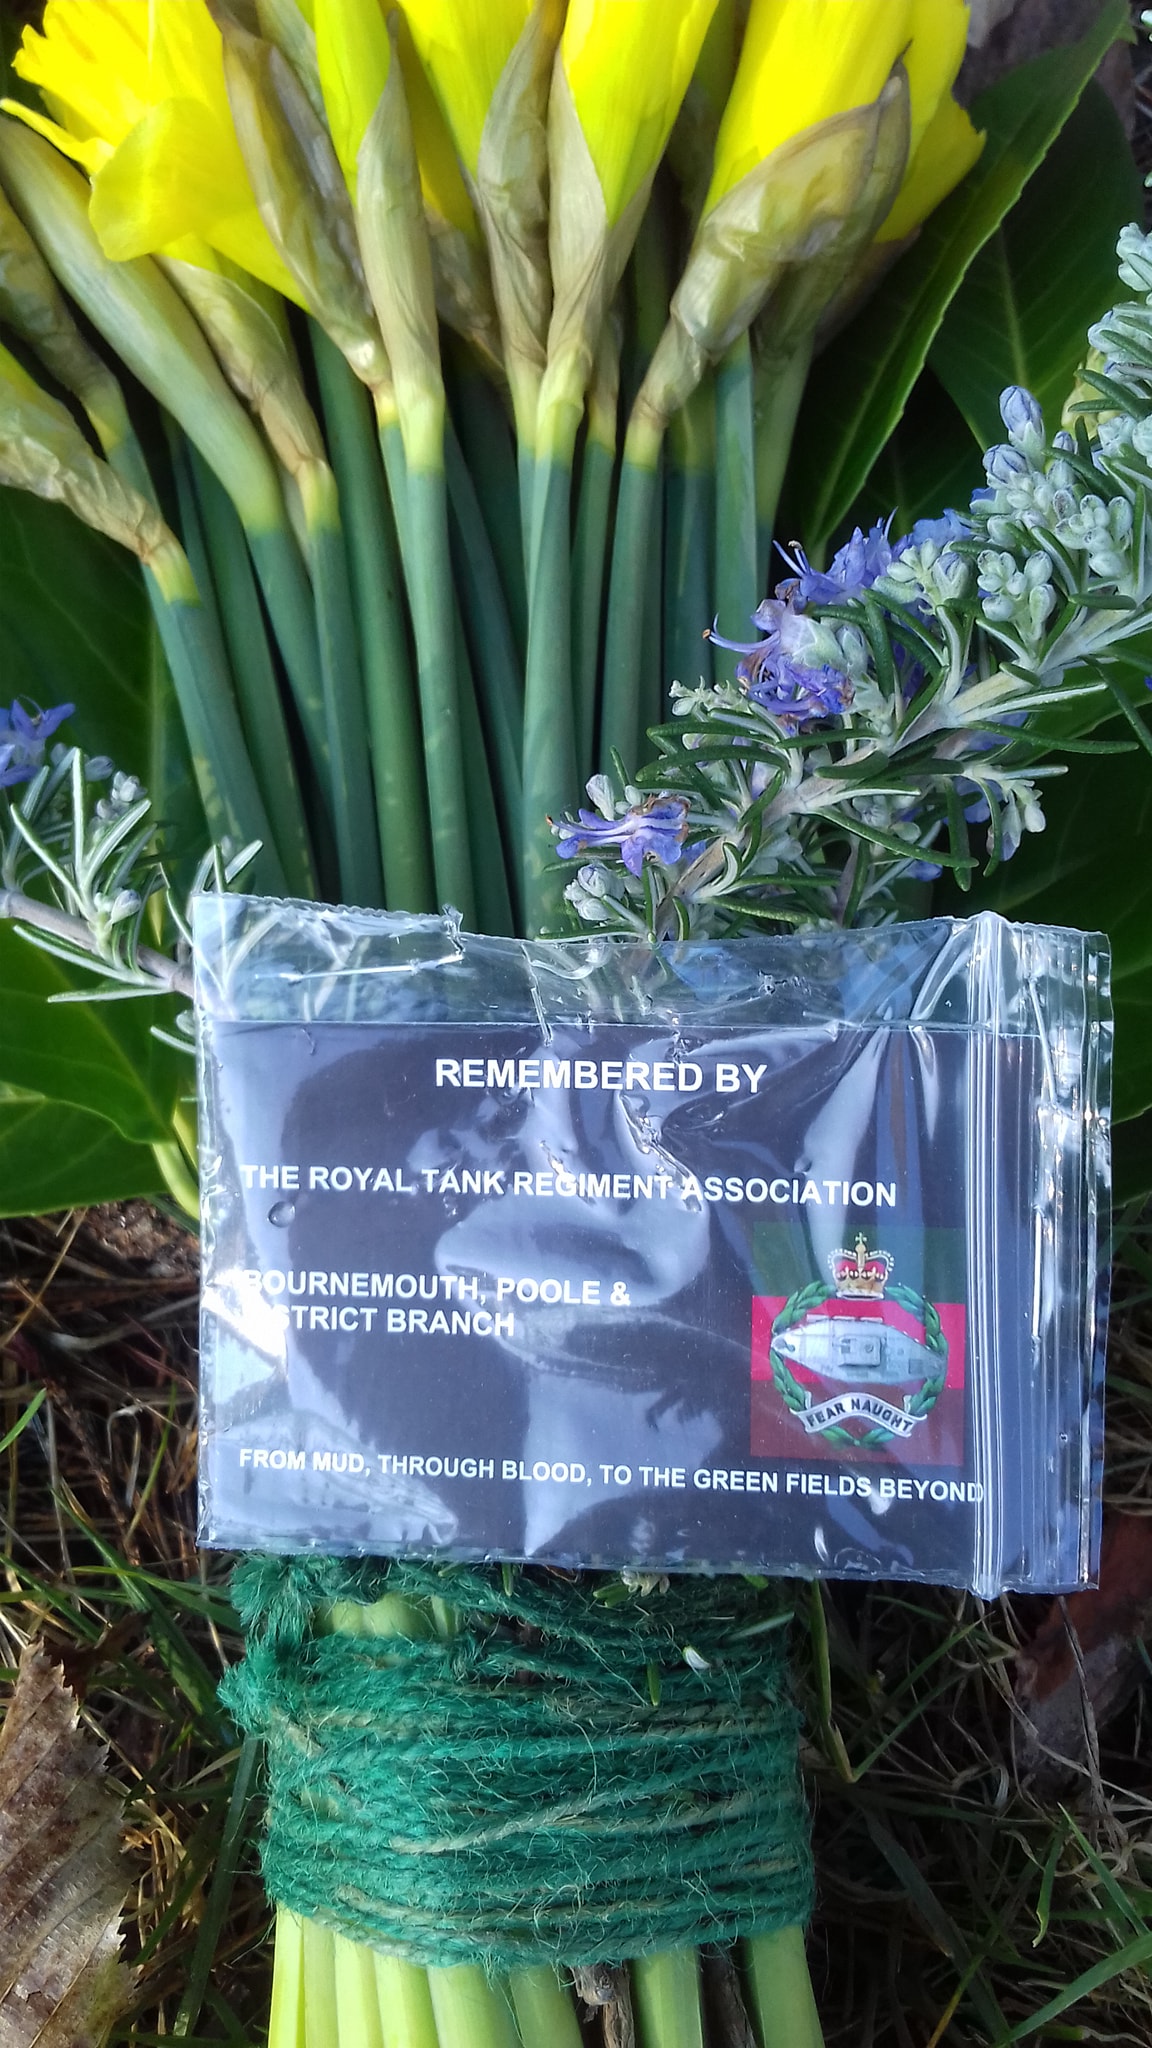 REMEMBERED BY
THE ROYAL TANK REGIMENT ASSOCIATION
BOURNEMOUTH, POOLE &
DISTRICT BRANCH
FEAR NAUGHT
FROM MUD, THROUGH BLOOD, TO THE GREEN FIELDS BEYOND